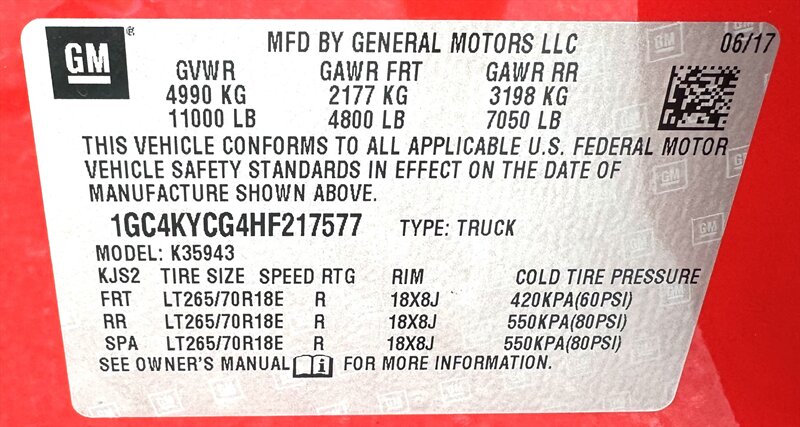 GM
MFD BY GENERAL MOTORS LLC 06/17
GVWR GAWR FRT GAWR RR
4990 KG 2177 KG 3198 KG
11000 LB 4800 LB 7050 LB
THIS VEHICLE CONFORMS TO ALL APPLICABLE U.S. FEDERAL MOTOR
VEHICLE SAFETY STANDARDS IN EFFECT ON THE DATE OF
MANUFACTURE SHOWN ABOVE.
1GC4KYCG4HF217577 TYPE: TRUCK
MODEL: K35943
KJS2 TIRE SIZE SPEED RTG RIM COLD TIRE PRESSURE
FRT LT265/70R18E R 18X8J 420KPA(60PSI)
RR LT265/70R18E R 18X8J 550KPA(80PSI)
SPA LT265/70R18E R 18X8J 550KPA(80PSI)
SEE OWNER'S MANUAL i FOR MORE INFORMATION.